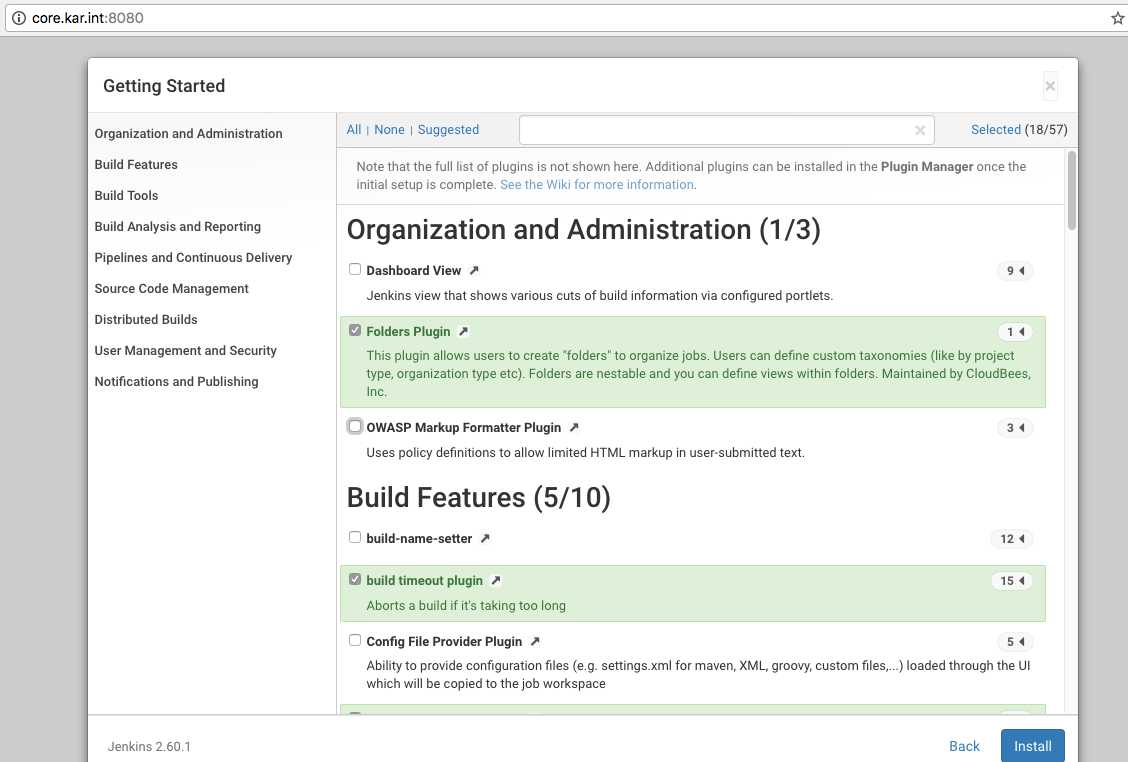 core.kar.int:8080
Getting Started
×
Organization and Administration
Build Features
Build Tools
Build Analysis and Reporting
Pipelines and Continuous Delivery
Source Code Management
Distributed Builds
User Management and Security
Notifications and Publishing
All | None | Suggested
Selected (18/57)
Note that the full list of plugins is not shown here. Additional plugins can be installed in the Plugin Manager once the
initial setup is complete. See the Wiki for more information.
Organization and Administration (1/3)
Dashboard View 9
Jenkins view that shows various cuts of build information via configured portlets.
Folders Plugin 1
This plugin allows users to create "folders" to organize jobs. Users can define custom taxonomies (like by project
type, organization type etc). Folders are nestable and you can define views within folders. Maintained by CloudBees,
Inc.
OWASP Markup Formatter Plugin 3
Uses policy definitions to allow limited HTML markup in user-submitted text.
Build Features (5/10)
build-name-setter 12
build timeout plugin 15
Aborts a build if it's taking too long
Config File Provider Plugin 5
Ability to provide configuration files (e.g. settings.xml for maven, XML, groovy, custom files,...) loaded through the UI
which will be copied to the job workspace
Jenkins 2.60.1
Back
Install